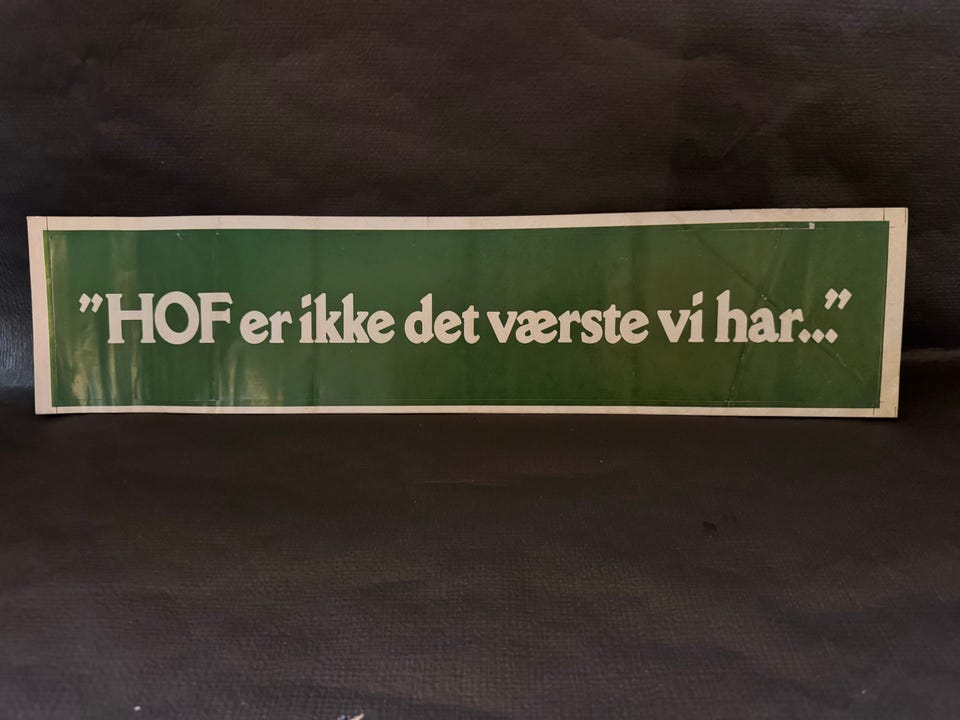 ”HOF er ikke det værste vi har...”